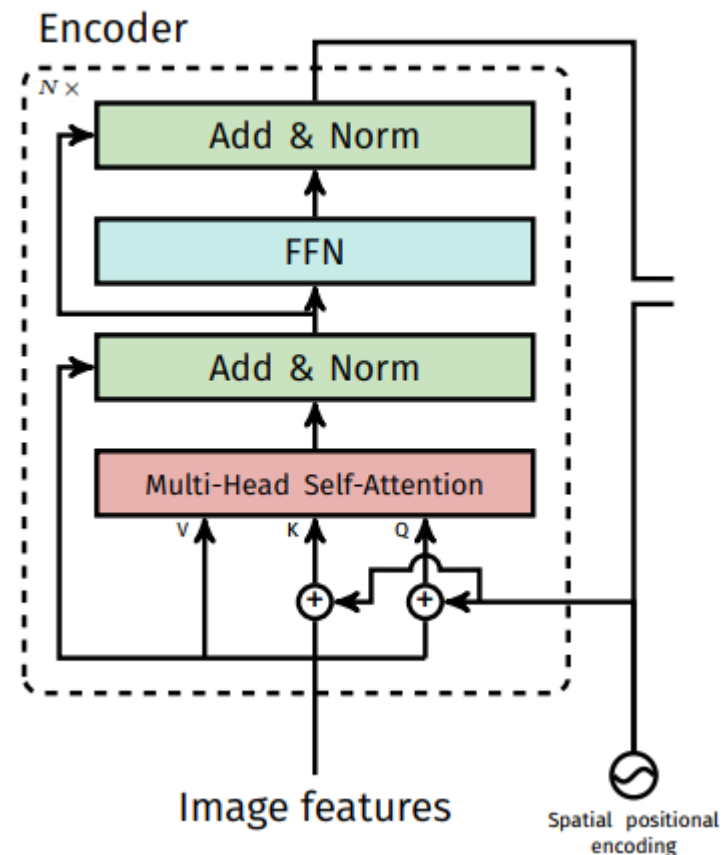 Encoder
N ×
Add & Norm
FFN
Add & Norm
Multi-Head Self-Attention
V K Q
+ +
Image features
Spatial positional
encoding